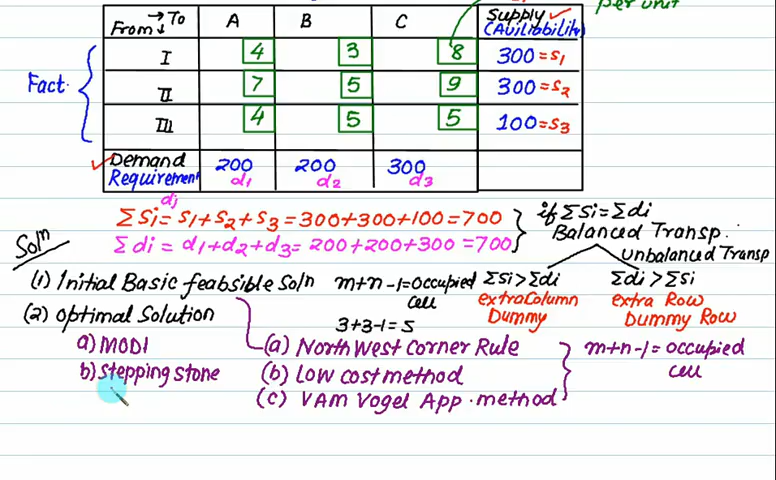 per unit
From ↓ → To A B C Supply (Availiability)
Fact. I 4 3 8 300 = S1
II 7 5 9 300 = S2
III 4 5 5 100 = S3
Demand Requirement dj 200 d1 200 d2 300 d3
Soln
ΣSi = S1+S2+S3 = 300+300+100 = 700
Σdi = d1+d2+d3 = 200+200+300 = 700
if ΣSi = Σdi
Balanced Transp.
Unbalanced Transp
(1) Initial Basic feabsible Soln m+n-1 = occupied cell
3+3-1 = 5
ΣSi > Σdi
extra Column
Dummy
Σdi > ΣSi
extra Row
Dummy Row
(2) Optimal Solution
a) MODI
b) Stepping stone
(a) North West Corner Rule
(b) Low cost method
(c) VAM Vogel App. method
m+n-1 = occupied
cell